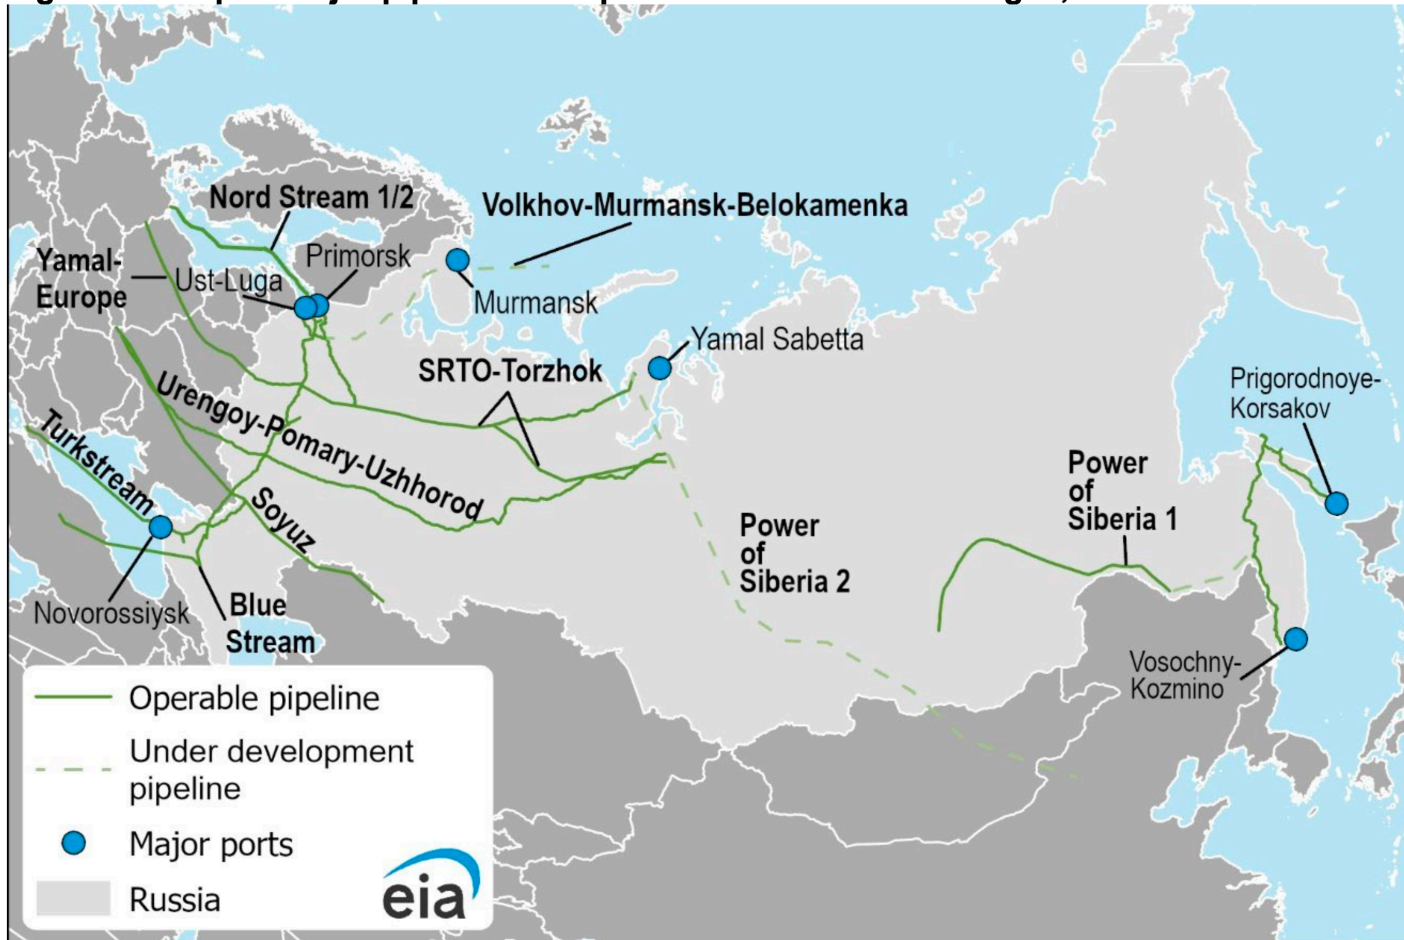 Nord Stream 1/2
Volkhov-Murmansk-Belokamenka
Primorsk
Yamal-
Europe
Ust-Luga
Murmansk
Yamal Sabetta
SRTO-Torzhok
Prigorodnoye-
Korsakov
Urengoy-Pomary-Uzhhorod
Turkstream
Soyuz
Power
of
Siberia 1
Power
of
Siberia 2
Novorossiysk
Blue
Stream
Vosochny-
Kozmino
Operable pipeline
Under development
pipeline
Major ports
Russia
eia